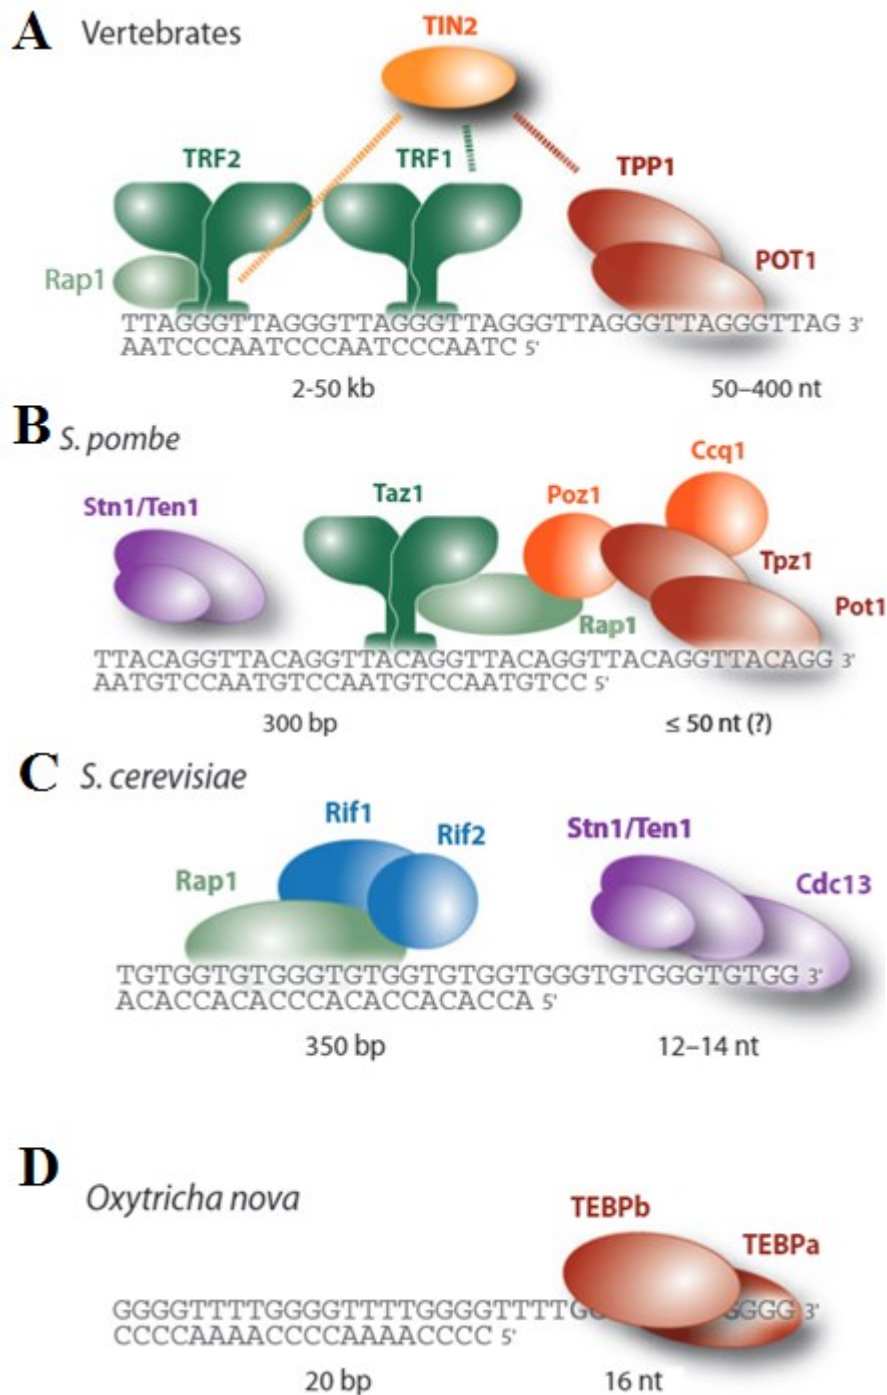 A Vertebrates
TIN2
TRF2 TRF1 TPP1
Rap1 POT1
TTAGGGTTAGGGTTAGGGTTAGGGTTAGGGTTAGGGTTAG 3'
AATCCCAATCCCAATCCCAATC 5'
2-50 kb 50–400 nt
B S. pombe
Ccq1
Stn1/Ten1 Taz1 Poz1
Tpz1
Rap1 Pot1
TTACAGGTTACAGGTTACAGGTTACAGGTTACAGGTTACAGG 3'
AATGTCCAATGTCCAATGTCCAATGTCC 5'
300 bp ≤ 50 nt (?)
C S. cerevisiae
Rif1 Rif2 Stn1/Ten1
Rap1 Cdc13
TGTGGTGTGGGTGTGGTGTGGTGGGTGTGGGTGTGG 3'
ACACCACACCCACACCACACCA 5'
350 bp 12–14 nt
D Oxytricha nova
TEBPb
TEBPa
GGGGTTTTGGGGTTTTGGGGTTTTGG GGGG 3'
CCCCAAAACCCCAAAACCCC 5'
20 bp 16 nt